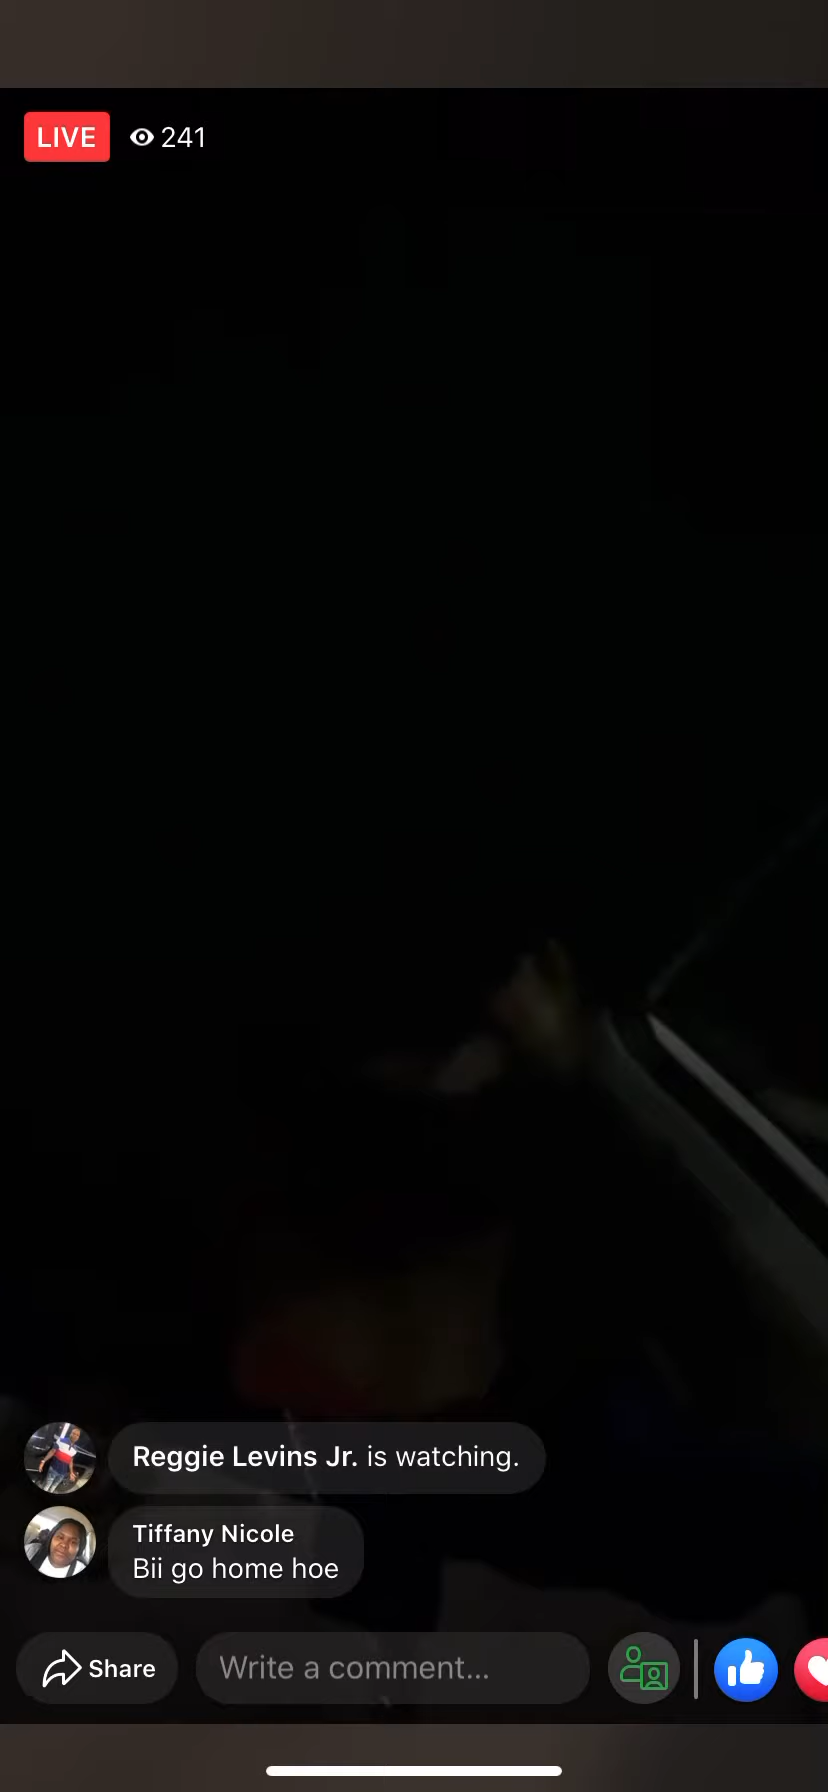 LIVE 241
Reggie Levins Jr. is watching.
Tiffany Nicole
Bii go home hoe
Share Write a comment...